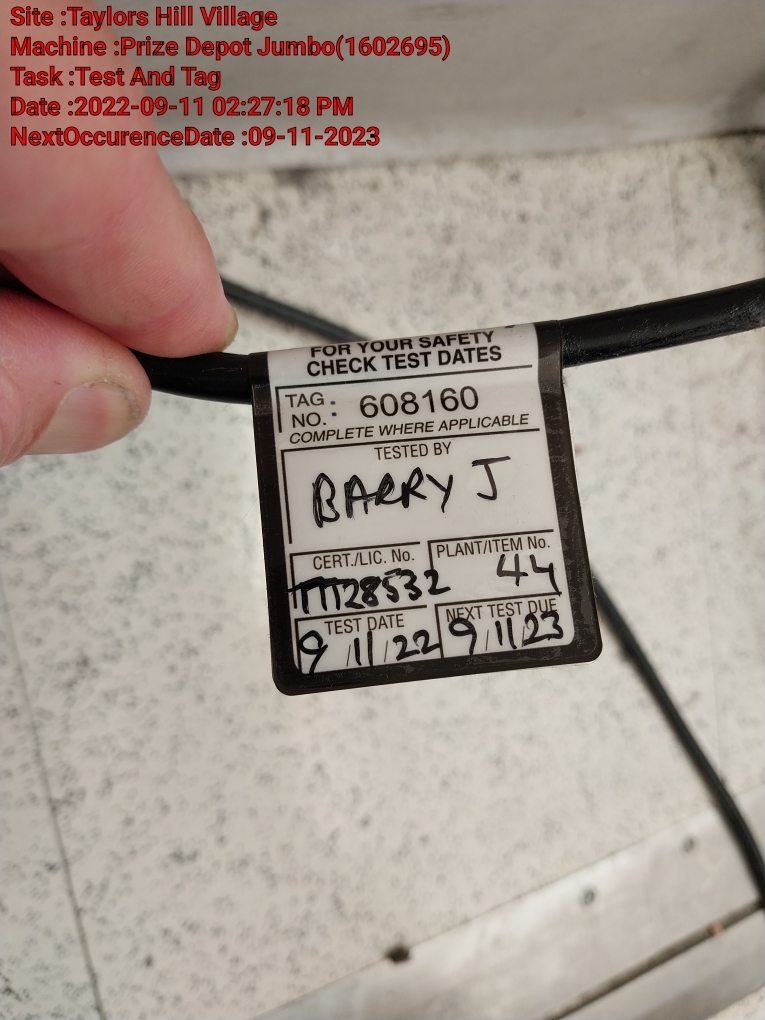 Site :Taylors Hill Village
Machine :Prize Depot Jumbo(1602695)
Task :Test And Tag
Date :2022-09-11 02:27:18 PM
NextOccurenceDate :09-11-2023
FOR YOUR SAFETY
CHECK TEST DATES
TAG NO.: 608160
COMPLETE WHERE APPLICABLE
TESTED BY
BARRY J
CERT./LIC. No. PLANT/ITEM No.
TTT28532 44
TEST DATE NEXT TEST DUE
9/11/22 9/11/23